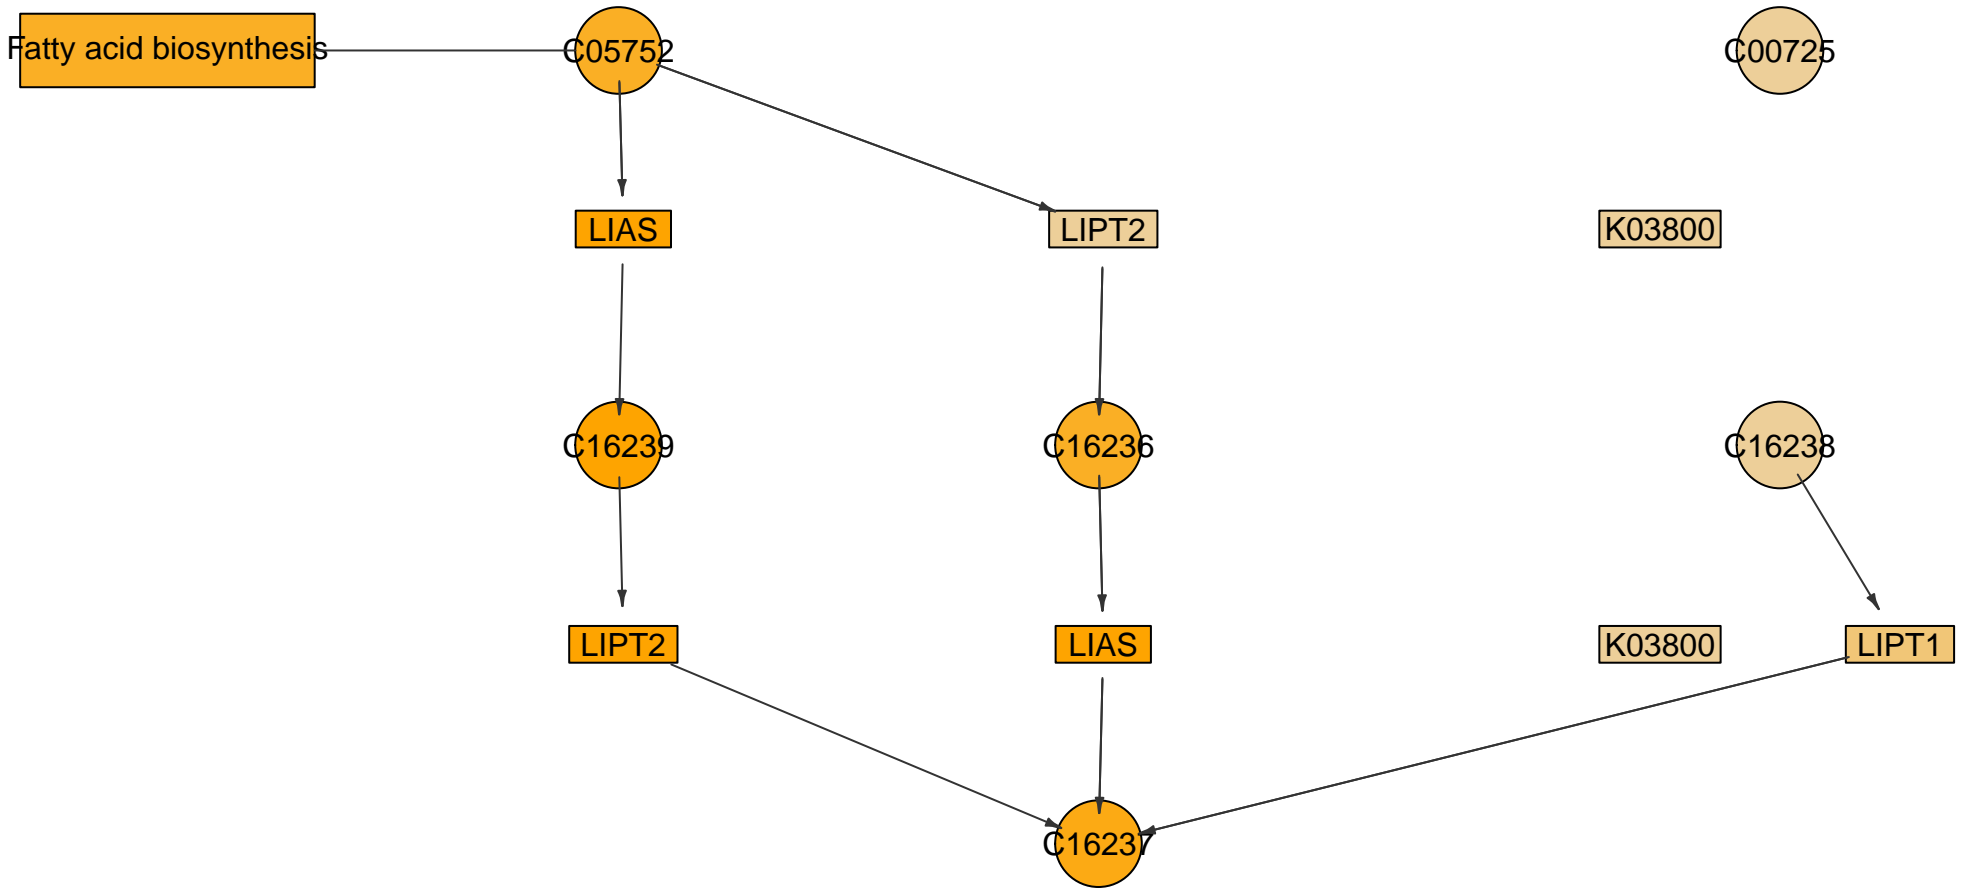 Fatty acid biosynthesis
C05752
C00725
LIAS
LIPT2
K03800
C16239
C16236
C16238
LIPT2
LIAS
K03800
LIPT1
C16237